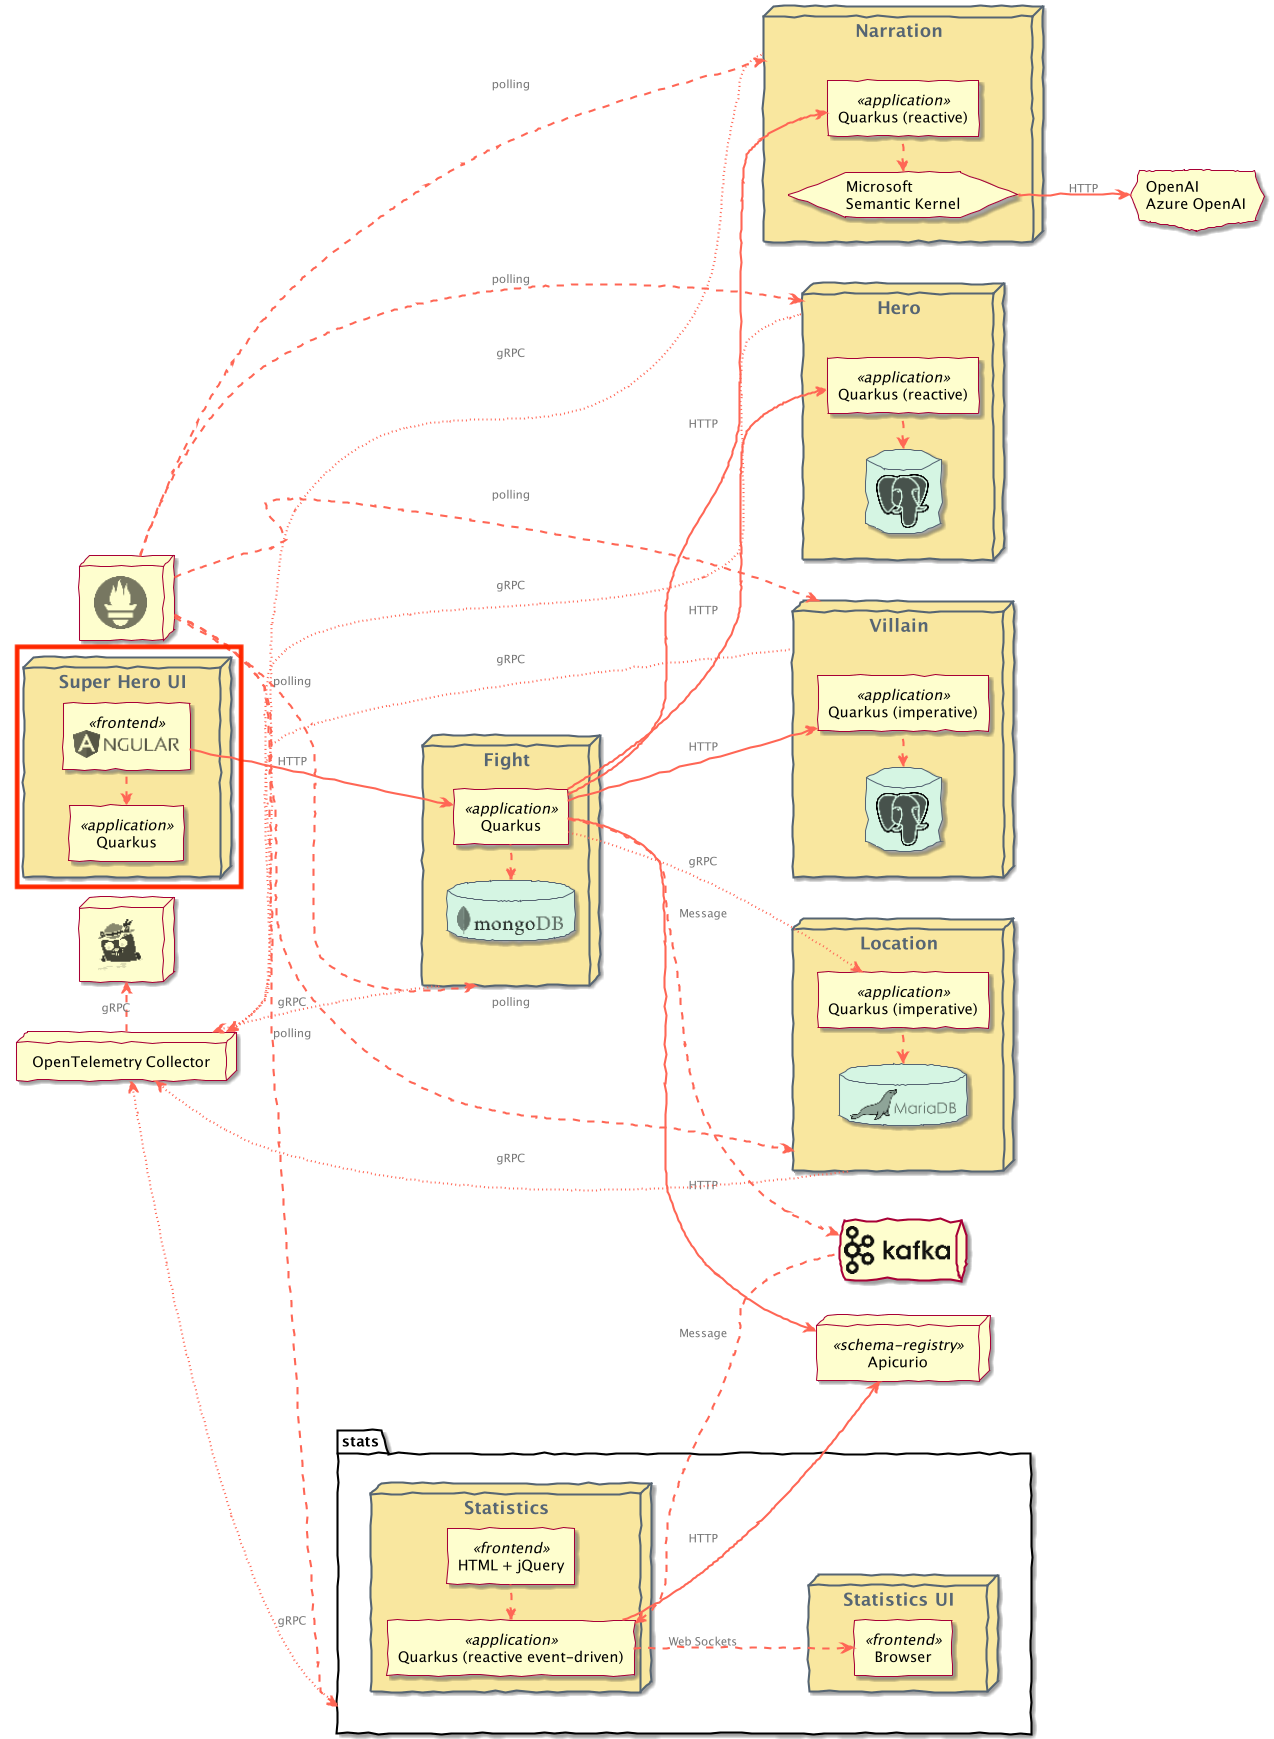 Narration
polling
«application»
Quarkus (reactive)
Microsoft
Semantic Kernel
HTTP
OpenAI
Azure OpenAI
polling
Hero
gRPC
«application»
Quarkus (reactive)
HTTP
polling
gRPC
HTTP
Villain
gRPC
polling
Super Hero UI
«frontend»
ANGULAR
«application»
Quarkus (imperative)
HTTP
HTTP
Fight
«application»
Quarkus
«application»
Quarkus
gRPC
Message
mongoDB
Location
«application»
Quarkus (imperative)
gRPC
gRPC
polling
polling
OpenTelemetry Collector
MariaDB
gRPC
HTTP
kafka
Message
«schema-registry»
Apicurio
stats
Statistics
«frontend»
HTML + jQuery
HTTP
Statistics UI
gRPC
«application»
Quarkus (reactive event-driven)
Web Sockets
«frontend»
Browser